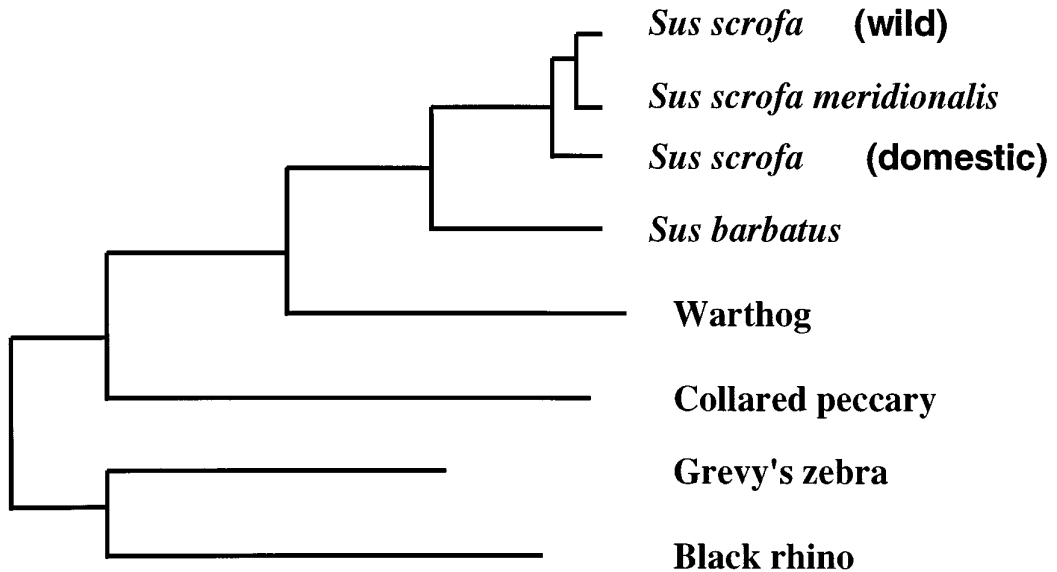 Sus scrofa (wild)
Sus scrofa meridionalis
Sus scrofa (domestic)
Sus barbatus
Warthog
Collared peccary
Grevy's zebra
Black rhino